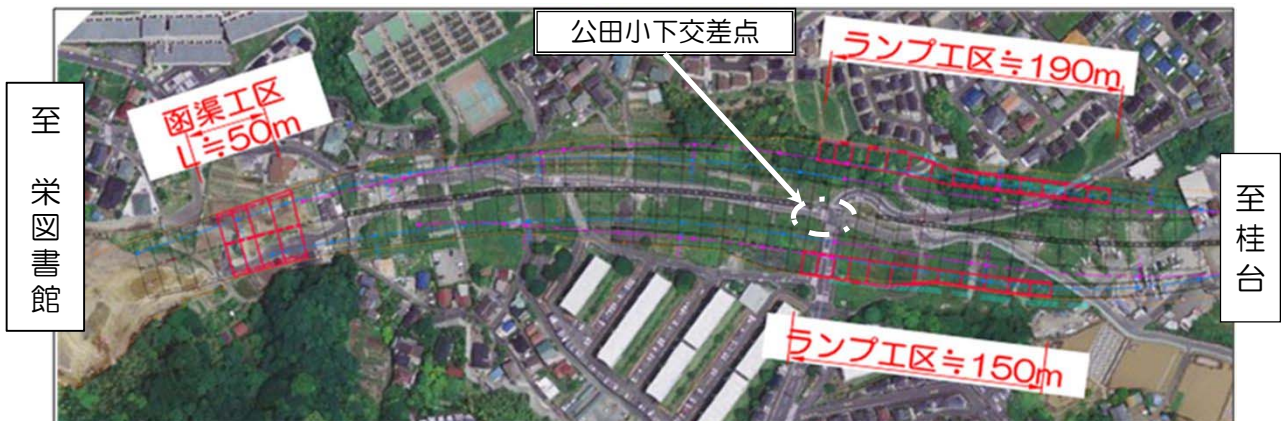 公田小下交差点
ランプ工区≒190m
函渠工区
L≒50m
至 栄図書館
至桂台
ランプ工区≒150m